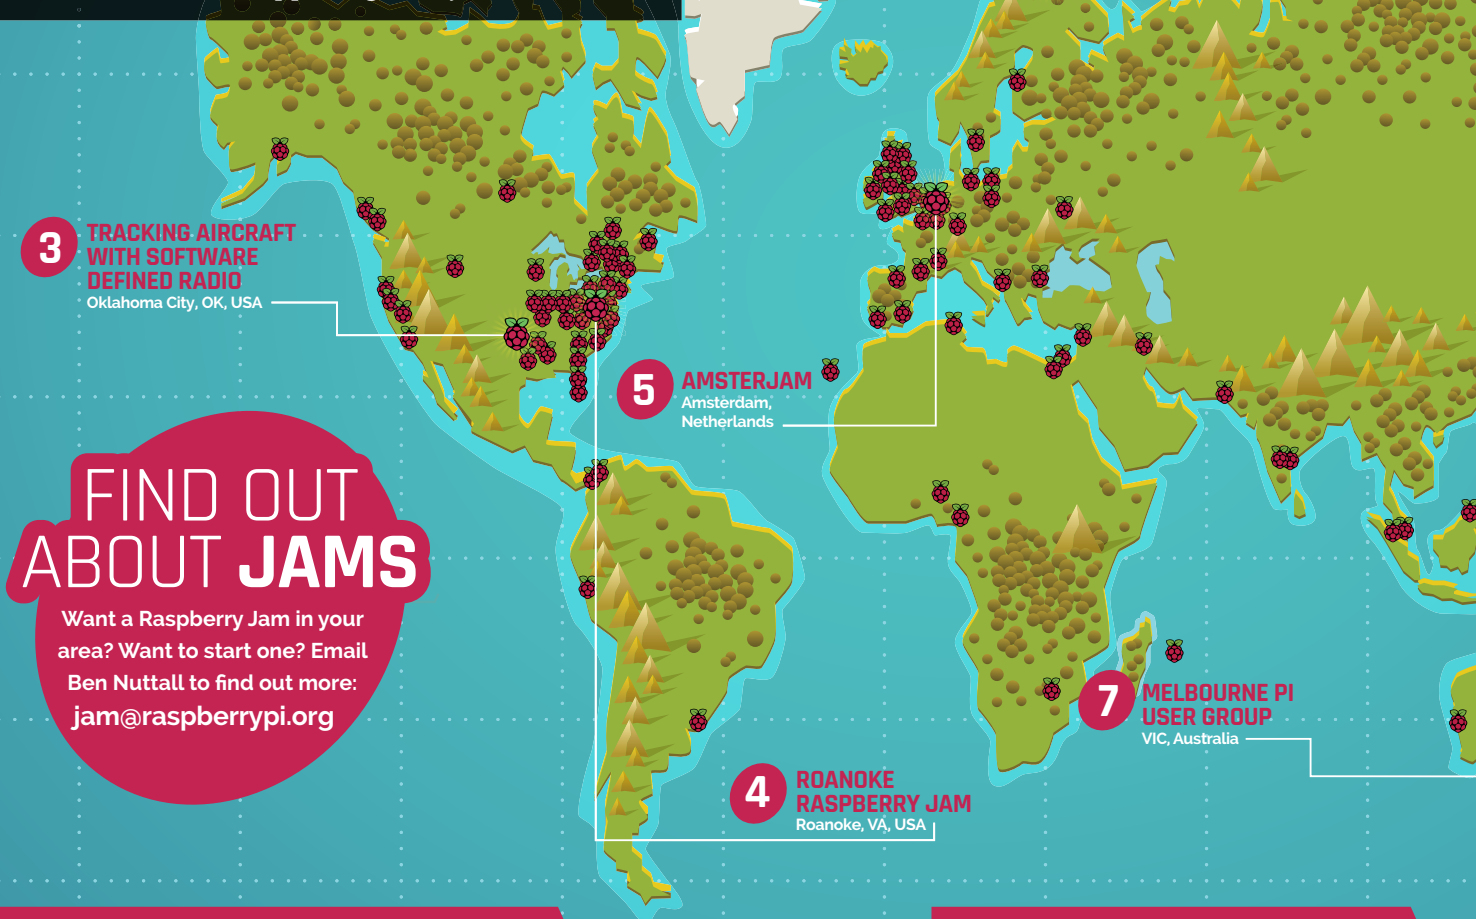 3
TRACKING AIRCRAFT
WITH SOFTWARE
DEFINED RADIO
Oklahoma City, OK, USA
5
AMSTERJAM
Amsterdam,
Netherlands
FIND OUT
ABOUT JAMS
Want a Raspberry Jam in your
area? Want to start one? Email
Ben Nuttall to find out more:
jam@raspberrypi.org
7
MELBOURNE PI
USER GROUP
VIC, Australia
4
ROANOKE
RASPBERRY JAM
Roanoke, VA, USA